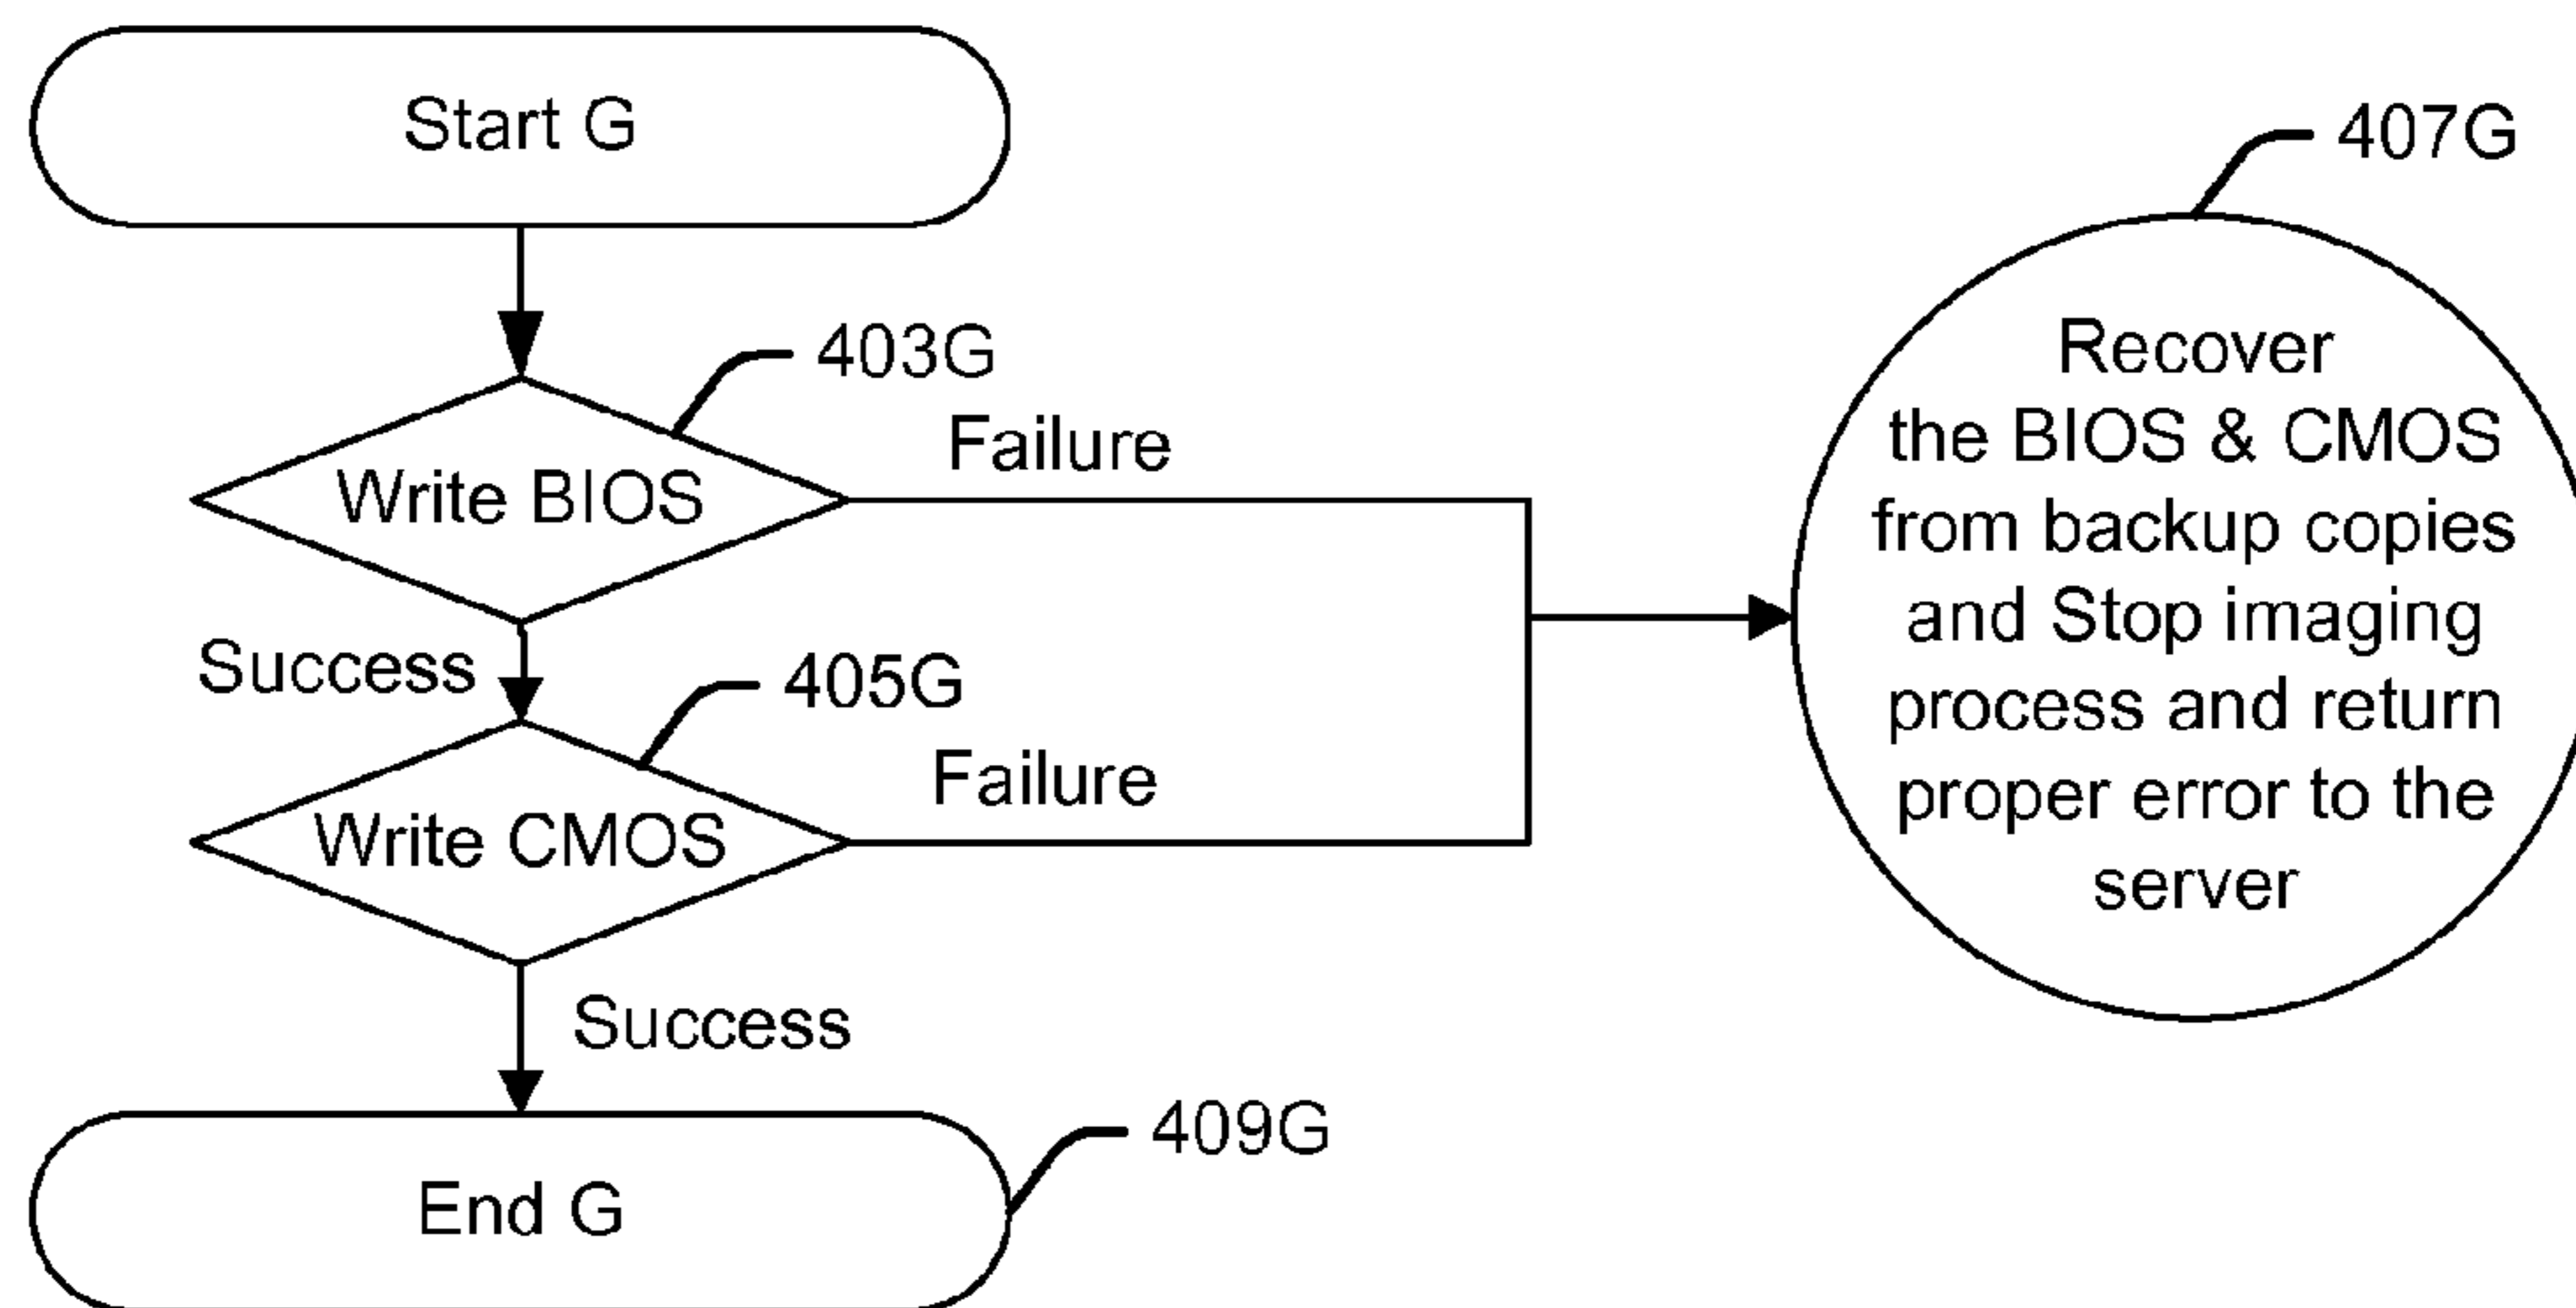 Start G
407G
403G
Failure
Write BIOS
Success
405G
Failure
Write CMOS
Success
409G
End G
Recover
the BIOS & CMOS
from backup copies
and Stop imaging
process and return
proper error to the
server